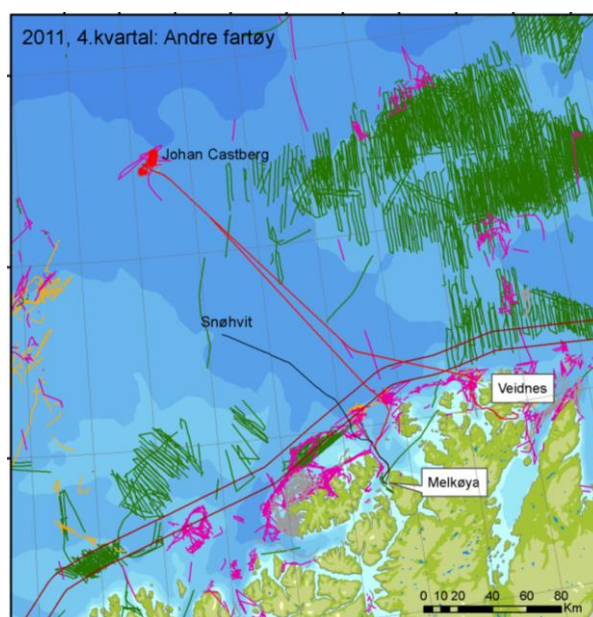 2011, 4.kvartal: Andre fartøy
Johan Castberg
Snøhvit
Veidnes
Melkøya
0 10 20 40 60 80
Km